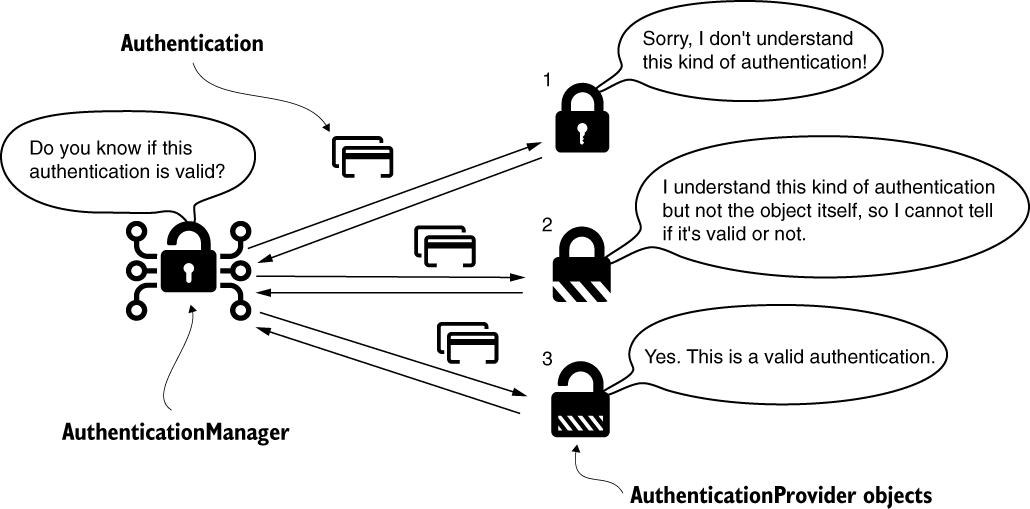 Authentication
Do you know if this
authentication is valid?
AuthenticationManager
1
Sorry, I don't understand
this kind of authentication!
2
I understand this kind of authentication
but not the object itself, so I cannot tell
if it's valid or not.
3
Yes. This is a valid authentication.
AuthenticationProvider objects